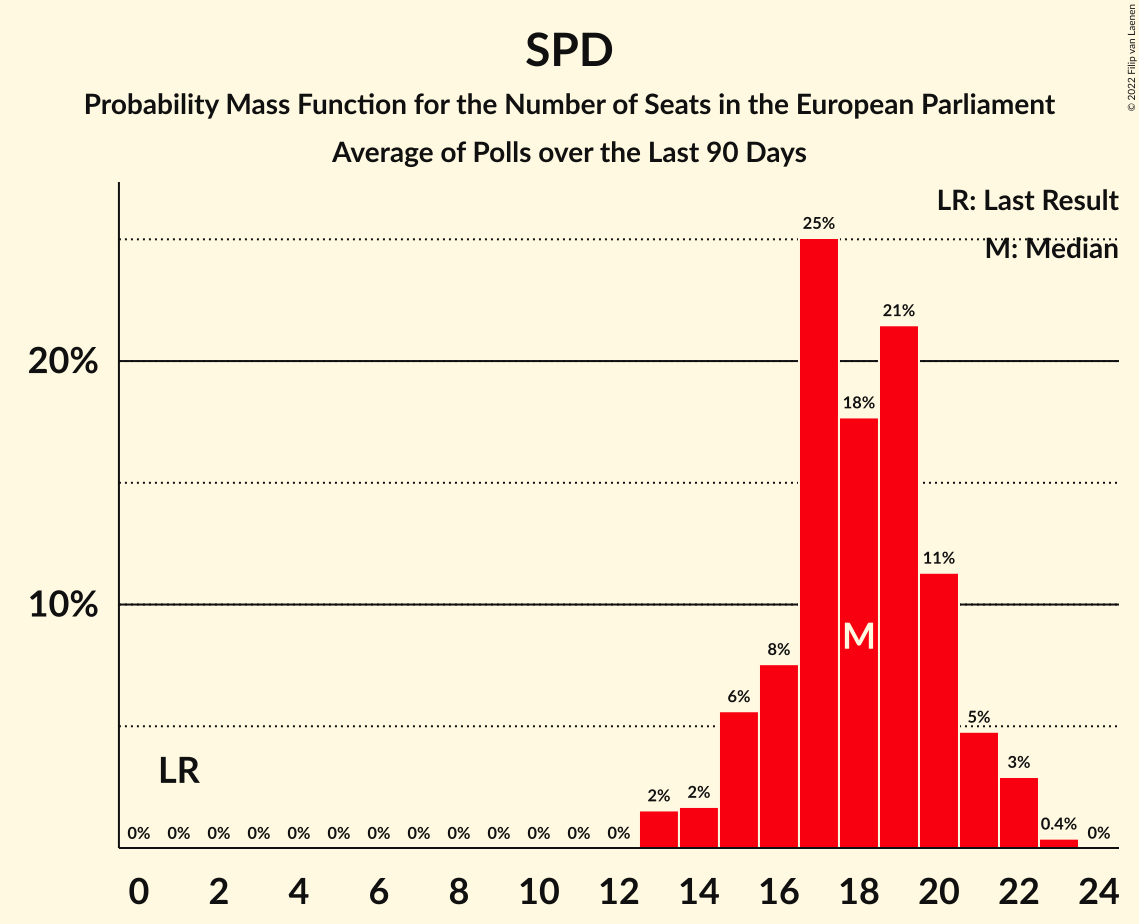 SPD
Probability Mass Function for the Number of Seats in the European Parliament
Average of Polls over the Last 90 Days
© 2022 Filip van Laenen
LR: Last Result
M: Median
25%
21%
20%
18%
11%
10%
M
8%
6%
5%
3%
LR
2%
2%
0.4%
0% 0% 0% 0% 0% 0% 0% 0% 0% 0% 0% 0% 0% 0%
0 2 4 6 8 10 12 14 16 18 20 22 24